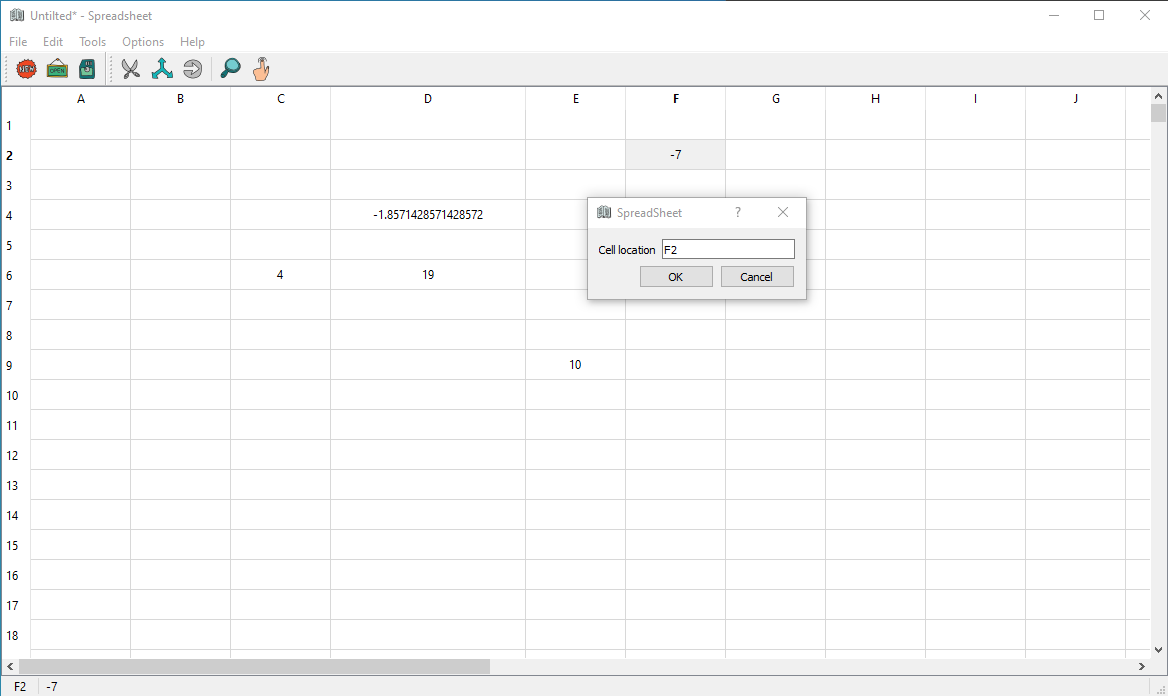 Untilted* - Spreadsheet
File Edit Tools Options Help
NEW OPEN
A B C D E F G H I J
1
2 -7
3
4 -1.8571428571428572
SpreadSheet ?
5
Cell location F2
6 4 19
OK Cancel
7
8
9 10
10
11
12
13
14
15
16
17
18
F2 -7